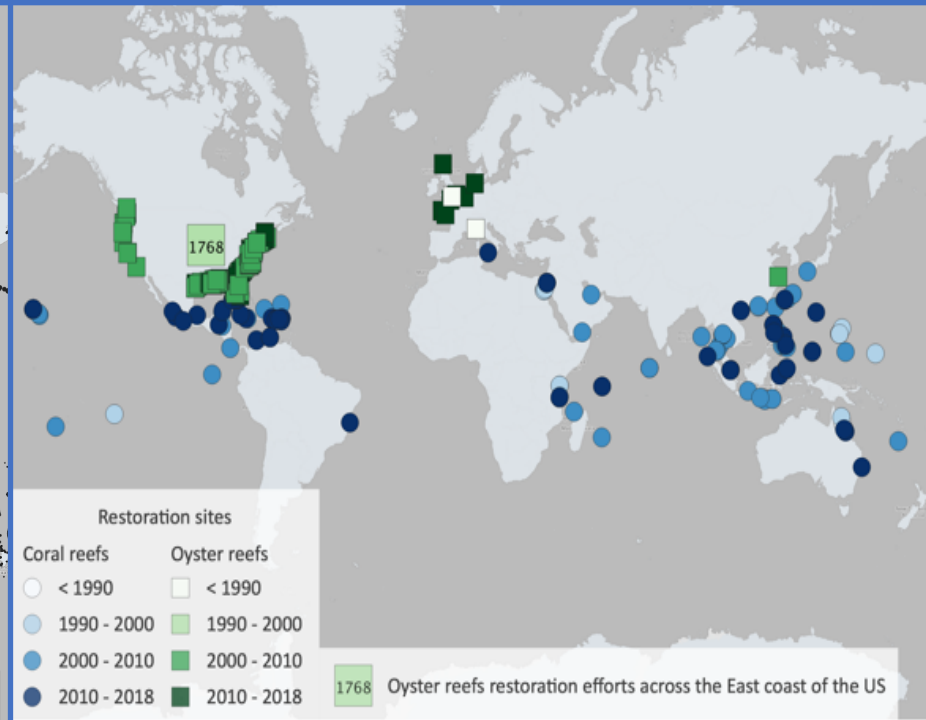 1768
Restoration sites
Coral reefs Oyster reefs
< 1990 < 1990
1990 - 2000 1990 - 2000
2000 - 2010 2000 - 2010
2010 - 2018 2010 - 2018
1768 Oyster reefs restoration efforts across the East coast of the US